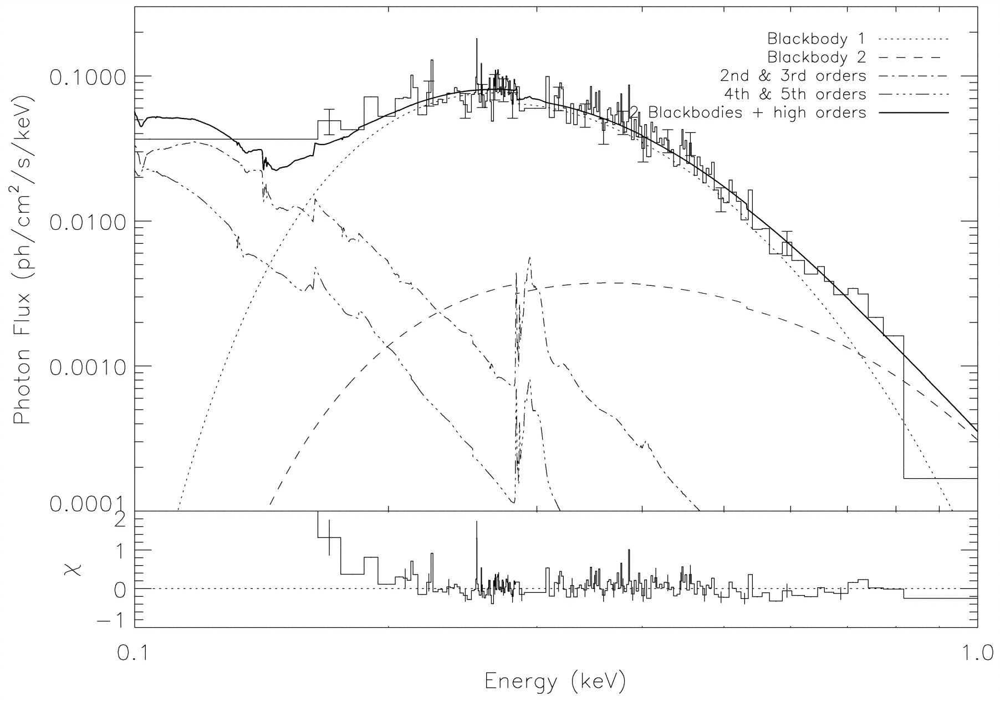 Blackbody 1
Blackbody 2
2nd & 3rd orders
4th & 5th orders
2 Blackbodies + high orders
Photon Flux (ph/cm²/s/keV)
0.1000
0.0100
0.0010
0.0001
χ
2
1
0
−1
0.1
1.0
Energy (keV)